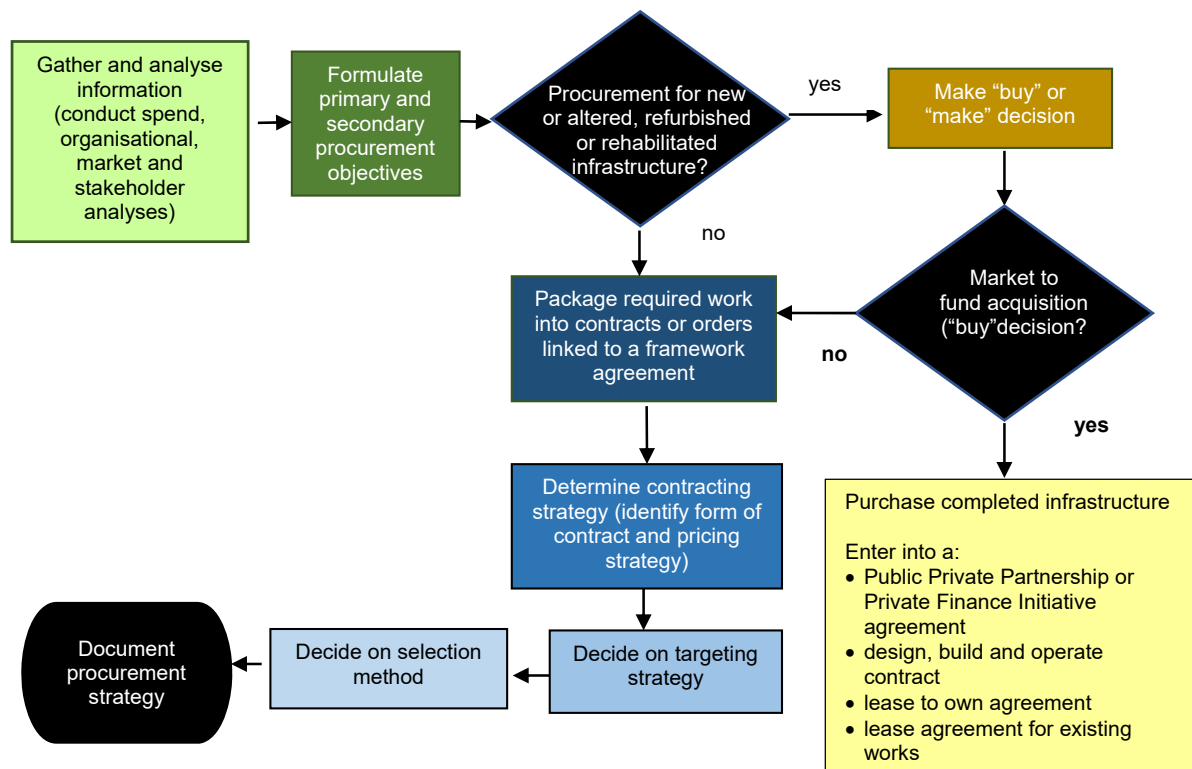 Gather and analyse
information
(conduct spend,
organisational,
market and
stakeholder
analyses)
Formulate
primary and
secondary
procurement
objectives
Procurement for new
or altered, refurbished
or rehabilitated
infrastructure?
yes
Make “buy” or
“make” decision
no
Market to
fund acquisition
(“buy”decision?
no
yes
Package required work
into contracts or orders
linked to a framework
agreement
Determine contracting
strategy (identify form of
contract and pricing
strategy)
Decide on targeting
strategy
Decide on selection
method
Document
procurement
strategy
Purchase completed infrastructure
Enter into a:
• Public Private Partnership or
Private Finance Initiative
agreement
• design, build and operate
contract
• lease to own agreement
• lease agreement for existing
works